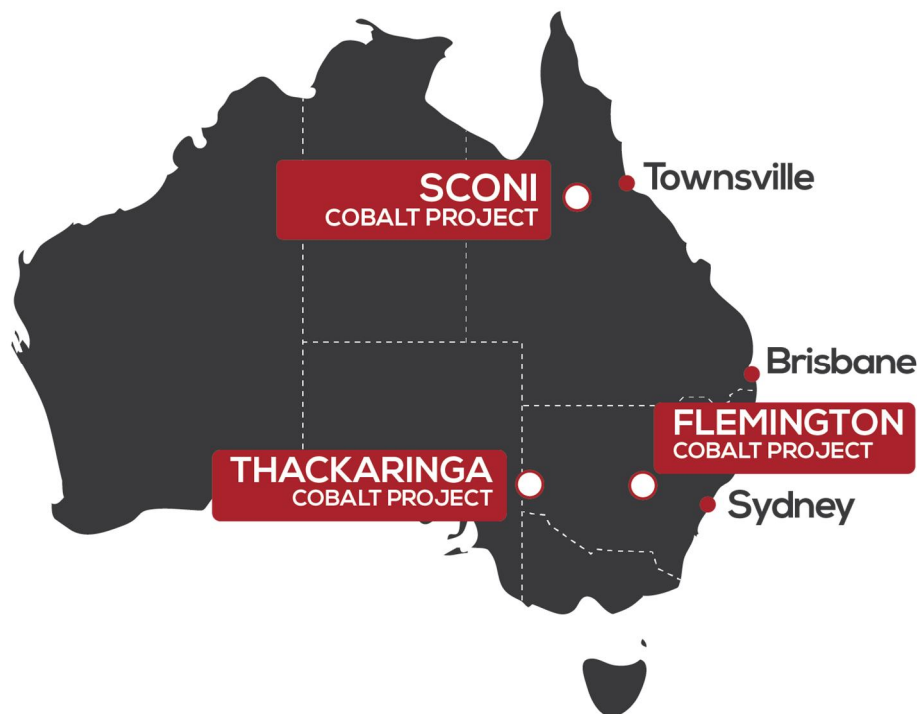 SCONI
COBALT PROJECT
Townsville
Brisbane
FLEMINGTON
COBALT PROJECT
THACKARINGA
COBALT PROJECT
Sydney